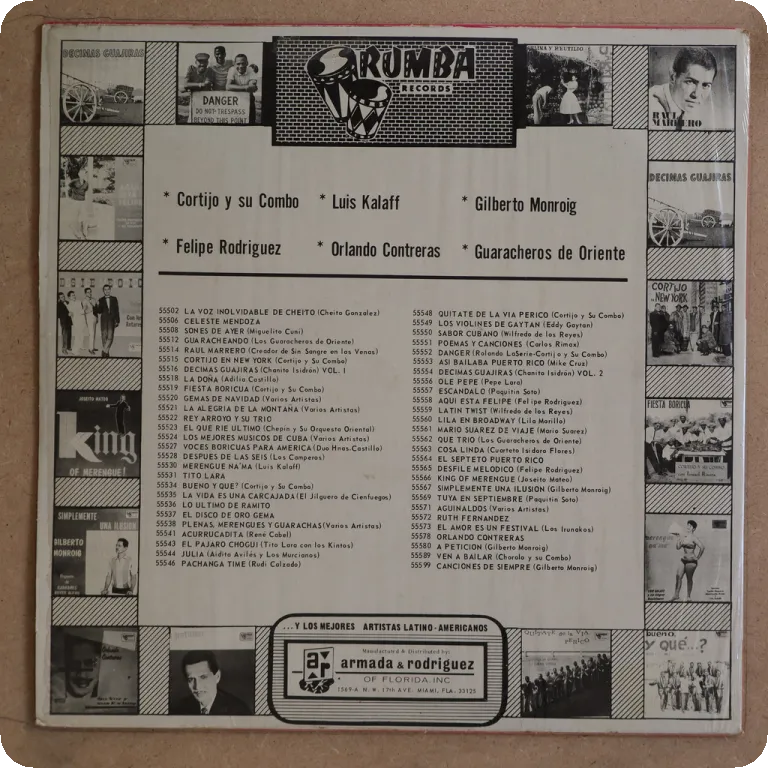 DECIMAS GUAJIRAS
DANGER
DO NOT TRESPASS
BEYOND THIS POINT
RUMBA
RECORDS
RAUL
MARRERO
* Cortijo y su Combo * Luis Kalaff * Gilberto Monroig
* Felipe Rodriguez * Orlando Contreras * Guaracheros de Oriente
DECIMAS GUAJIRAS
CORTIJO
NEW YORK
FIESTA BORICUA
JOSEITO MATEO
king
OF MERENGUE!
SIMPLEMENTE
UNA ILUSION
GILBERTO
MONROIG
55502 LA VOZ INOLVIDABLE DE CHEITO (Cheito Gonzalez)
55506 CELESTE MENDOZA
55508 SONES DE AYER (Miguelito Cuni)
55512 GUARACHEANDO (Los Guaracheros de Oriente)
55514 RAUL MARRERO (Creador de Sin Sangre en las Venas)
55515 CORTIJO EN NEW YORK (Cortijo y Su Combo)
55516 DECIMAS GUAJIRAS (Chanito Isidrón) VOL. 1
55518 LA DOÑA (Adilia Castillo)
55519 FIESTA BORICUA (Cortijo y Su Combo)
55520 GEMAS DE NAVIDAD (Varios Artistas)
55521 LA ALEGRIA DE LA MONTAÑA (Varios Artistas)
55522 REY ARROYO Y SU TRIO
55523 EL QUE RIE ULTIMO (Chepin y Su Orquesta Oriental)
55524 LOS MEJORES MUSICOS DE CUBA (Varios Artistas)
55527 VOCES BORICUAS PARA AMERICA (Duo Hnos. Castillo)
55528 DESPUES DE LAS SEIS (Los Comperos)
55530 MERENGUE NA'MA (Luis Kalaff)
55531 TITO LARA
55534 BUENO Y QUE? (Cortijo y Su Combo)
55535 LA VIDA ES UNA CARCAJADA (El Jilguero de Cienfuegos)
55536 LO ULTIMO DE RAMITO
55537 EL DISCO DE ORO GEMA
55538 PLENAS, MERENGUES Y GUARACHAS (Varios Artistas)
55541 ACURRUCADITA (René Cabel)
55543 EL PAJARO CHOGUI (Tito Lara con los Kintos)
55544 JULIA (Aidita Avilés y Los Murcianos)
55546 PACHANGA TIME (Rudi Calzado)
55548 QUITATE DE LA VIA PERICO (Cortijo y Su Combo)
55549 LOS VIOLINES DE GAYTAN (Eddy Gaytan)
55550 SABOR CUBANO (Wilfredo de los Reyes)
55551 POEMAS Y CANCIONES (Carlos Rimax)
55552 DANGER (Rolando LaSerie-Cortijo y Su Combo)
55553 ASI BAILABA PUERTO RICO (Mike Cruz)
55554 DECIMAS GUAJIRAS (Chanito Isidrón) VOL. 2
55556 OLE PEPE (Pepe Lara)
55557 ESCANDALO (Paquitin Soto)
55558 AQUI ESTA FELIPE (Felipe Rodriguez)
55559 LATIN TWIST (Wilfredo de los Reyes)
55560 LILA EN BROADWAY (Lila Morillo)
55561 MARIO SUAREZ DE VIAJE (Mario Suarez)
55562 QUE TRIO (Los Guaracheros de Oriente)
55563 COSA LINDA (Cuarteto Isidoro Flores)
55564 EL SEPTETO PUERTO RICO
55565 DESFILE MELODICO (Felipe Rodriguez)
55566 KING OF MERENGUE (Joseito Mateo)
55567 SIMPLEMENTE UNA ILUSION (Gilberto Monroig)
55569 TUYA EN SEPTIEMBRE (Paquitin Soto)
55571 AGUINALDOS (Varios Artistas)
55572 RUTH FERNANDEZ
55573 EL AMOR ES UN FESTIVAL (Los Irunakos)
55578 ORLANDO CONTRERAS
55580 A PETICION (Gilberto Monroig)
55589 VEN A BAILAR (Chorolo y su Combo)
55599 CANCIONES DE SIEMPRE (Gilberto Monroig)
...Y LOS MEJORES ARTISTAS LATINO-AMERICANOS
Manufactured & Distributed by:
ar
armada & rodriguez
OF FLORIDA, INC
1569-A N.W. 17th AVE. MIAMI, FLA. 33125
QUITATE de la VIA
PERICO
BUENO,
Y qué...?